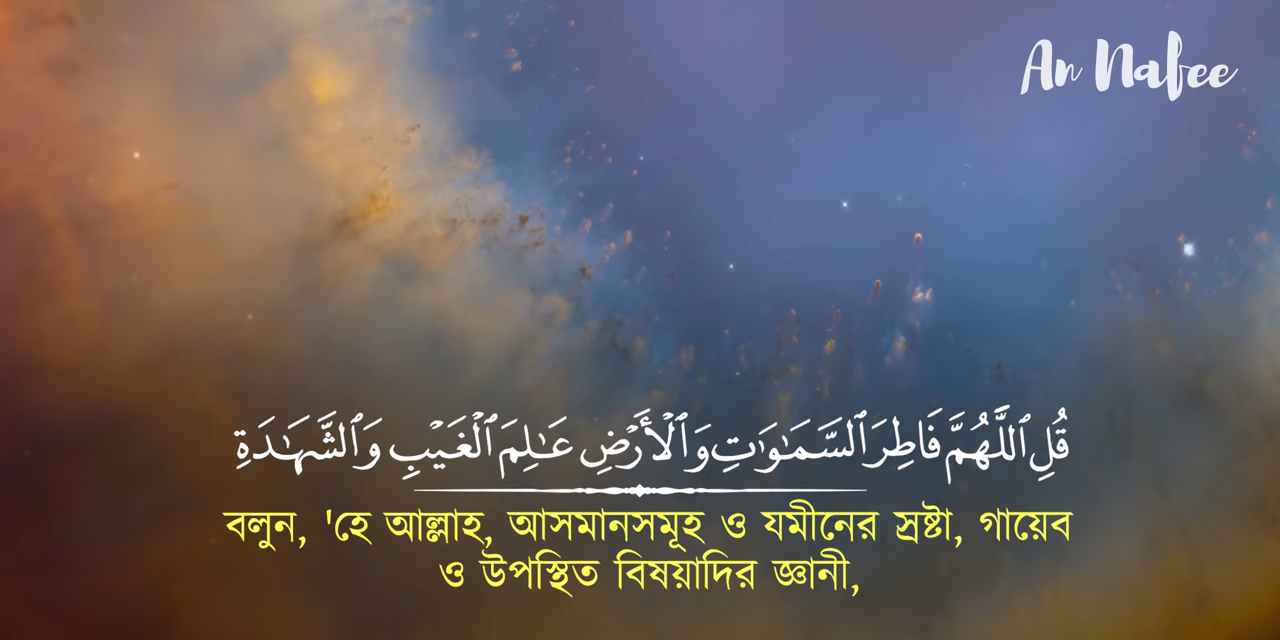 An Nafee
قُلِ ٱللَّهُمَّ فَاطِرَ ٱلسَّمَـٰوَٰتِ وَٱلْأَرْضِ عَـٰلِمَ ٱلْغَيْبِ وَٱلشَّهَـٰدَةِ
বলুন, 'হে আল্লাহ, আসমানসমূহ ও যমীনের স্রষ্টা, গায়েব
ও উপস্থিত বিষয়াদির জ্ঞানী,